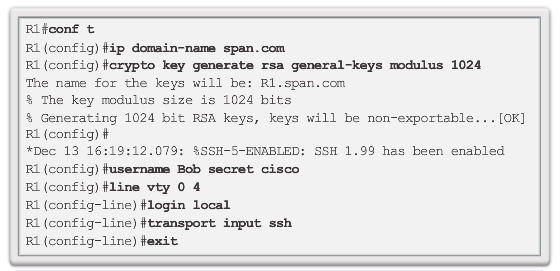 R1#conf t
R1(config)#ip domain-name span.com
R1(config)#crypto key generate rsa general-keys modulus 1024
The name for the keys will be: R1.span.com
% The key modulus size is 1024 bits
% Generating 1024 bit RSA keys, keys will be non-exportable...[OK]
R1(config)#
*Dec 13 16:19:12.079: %SSH-5-ENABLED: SSH 1.99 has been enabled
R1(config)#username Bob secret cisco
R1(config)#line vty 0 4
R1(config-line)#login local
R1(config-line)#transport input ssh
R1(config-line)#exit